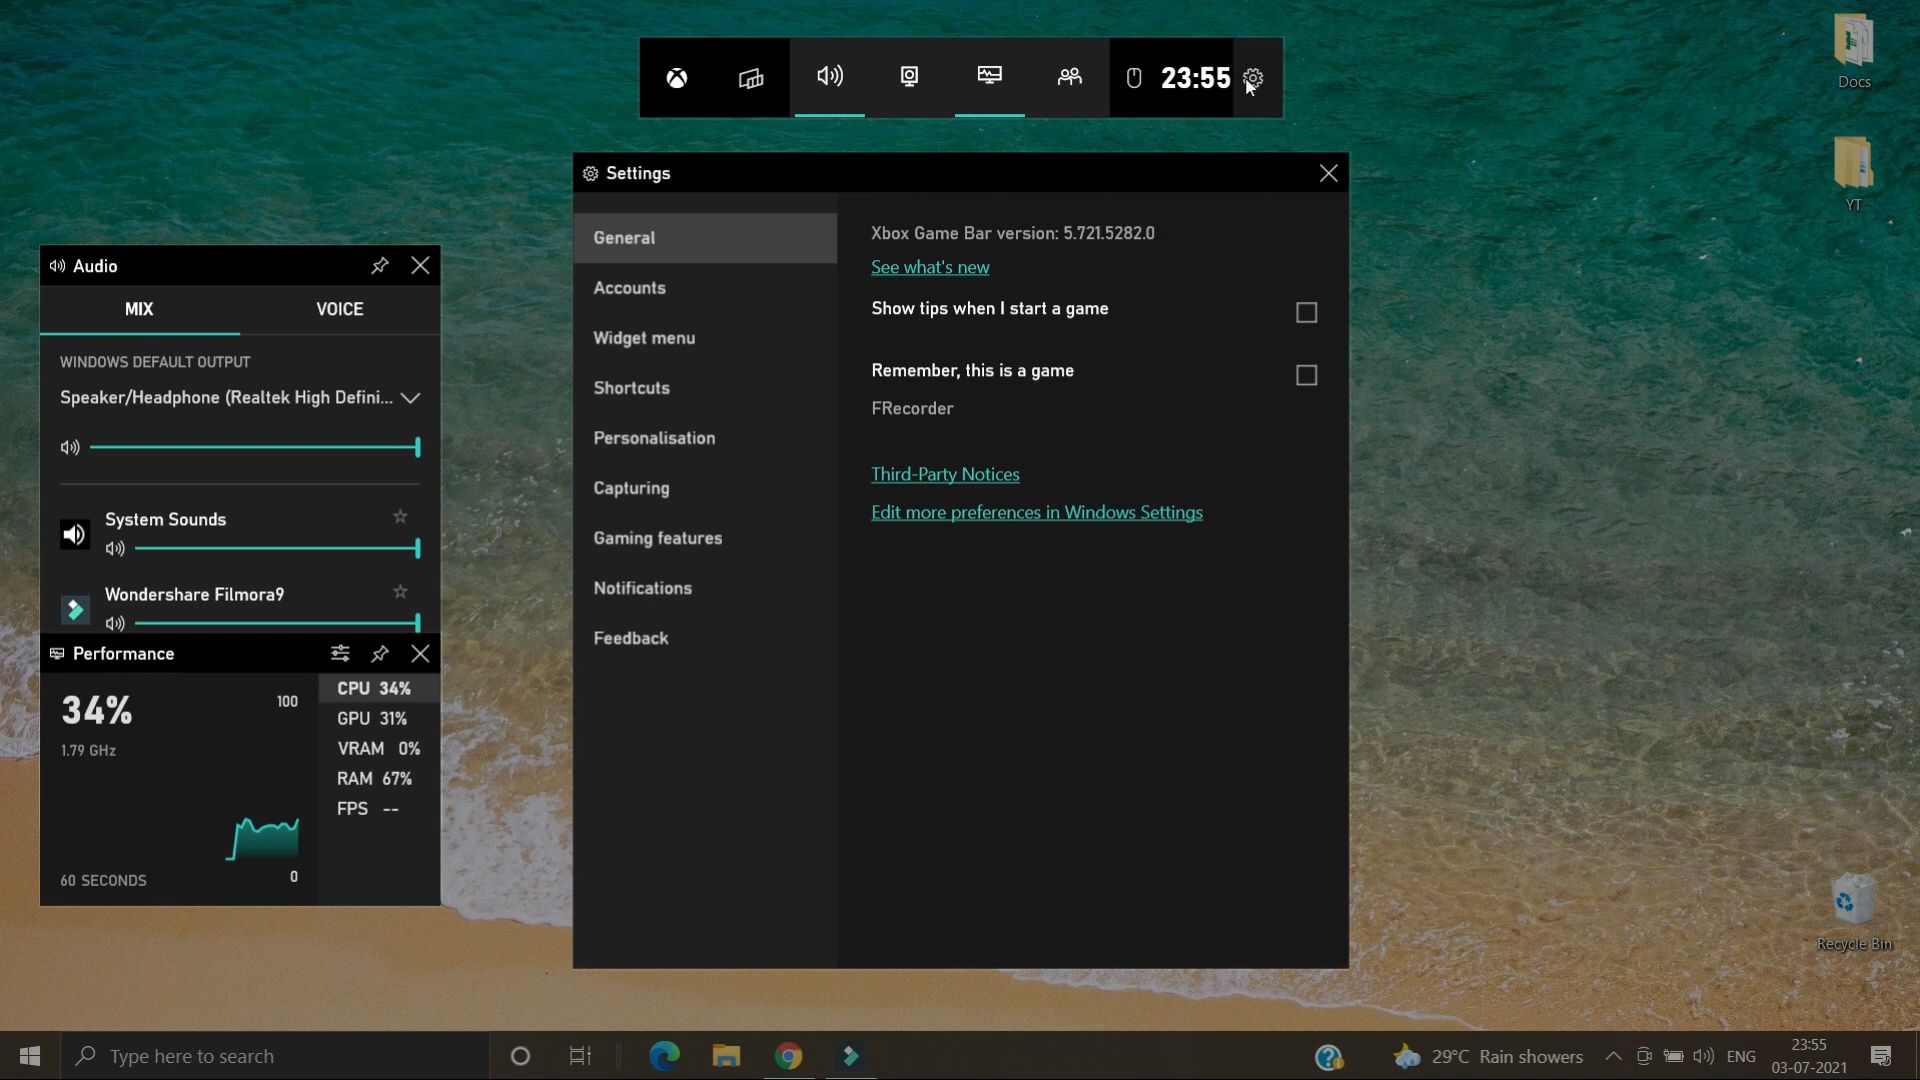 23:55
Docs
YT
Settings
General
Accounts
Widget menu
Shortcuts
Personalisation
Capturing
Gaming features
Notifications
Feedback
Xbox Game Bar version: 5.721.5282.0
See what's new
Show tips when I start a game
Remember, this is a game
FRecorder
Third-Party Notices
Edit more preferences in Windows Settings
Audio
MIX VOICE
WINDOWS DEFAULT OUTPUT
Speaker/Headphone (Realtek High Defini...
System Sounds
Wondershare Filmora9
Performance
34% 100
1.79 GHz
60 SECONDS 0
CPU 34%
GPU 31%
VRAM 0%
RAM 67%
FPS --
Recycle Bin
Type here to search
29°C Rain showers
ENG
23:55
03-07-2021